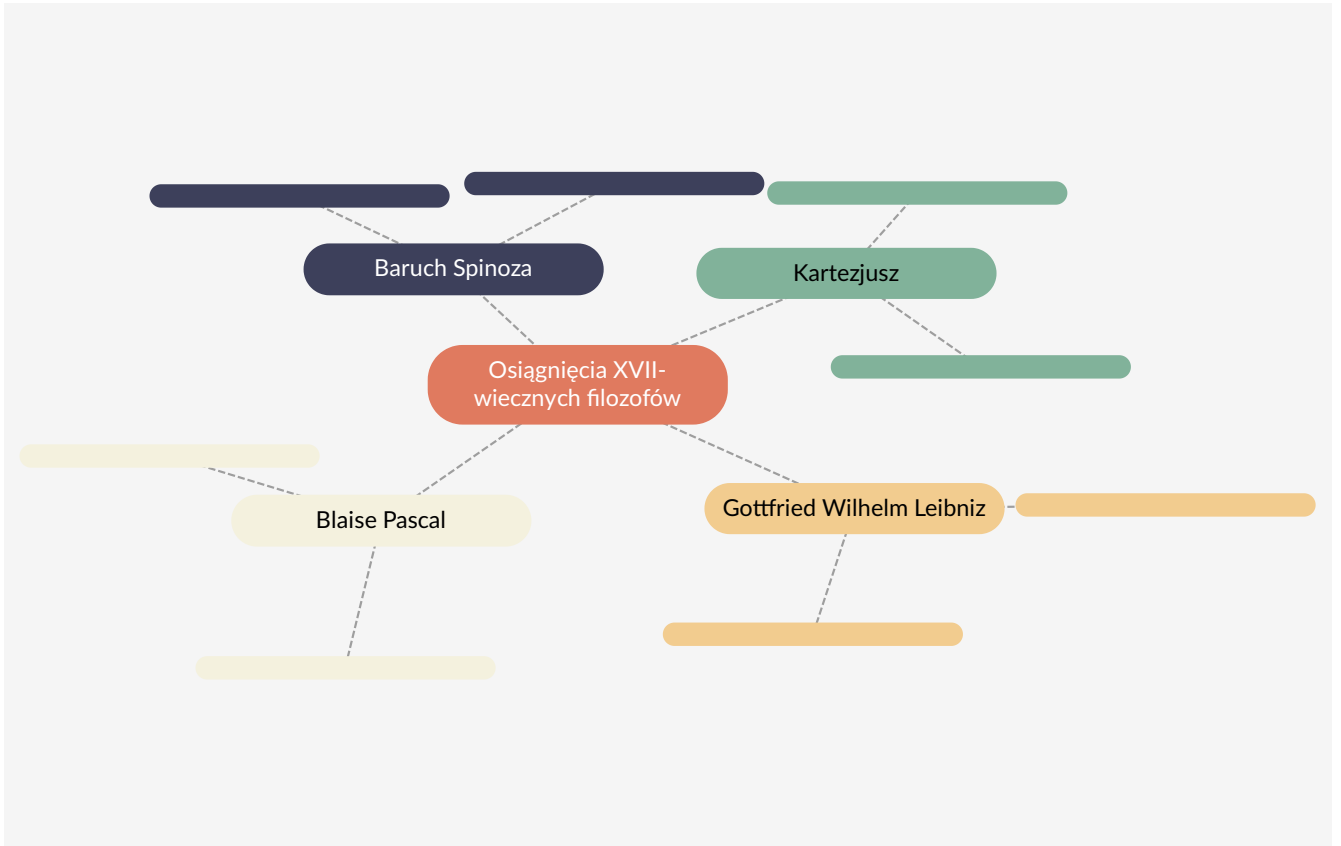 Baruch Spinoza
Kartezjusz
Osiągnięcia XVII-
wiecznych filozofów
Blaise Pascal
Gottfried Wilhelm Leibniz